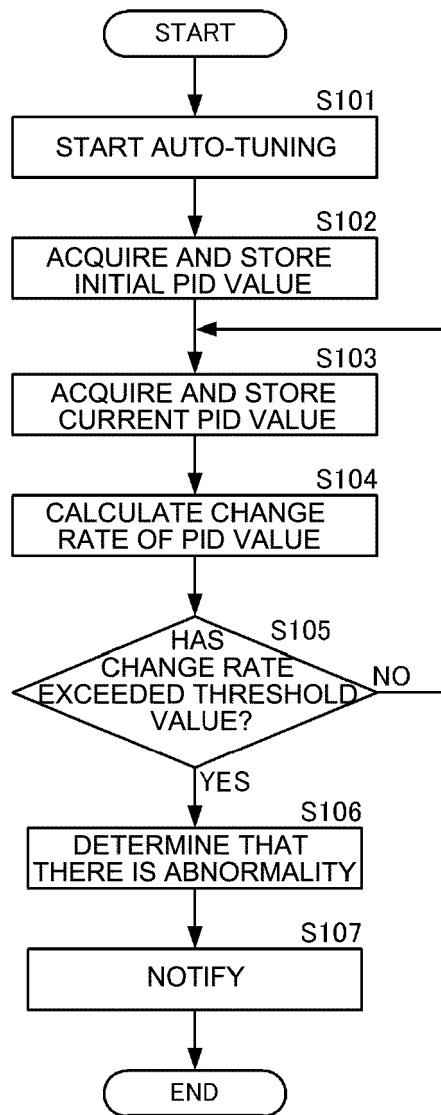 START
S101
START AUTO-TUNING
S102
ACQUIRE AND STORE
INITIAL PID VALUE
S103
ACQUIRE AND STORE
CURRENT PID VALUE
S104
CALCULATE CHANGE
RATE OF PID VALUE
S105
HAS
CHANGE RATE
EXCEEDED THRESHOLD
VALUE?
NO
YES
S106
DETERMINE THAT
THERE IS ABNORMALITY
S107
NOTIFY
END